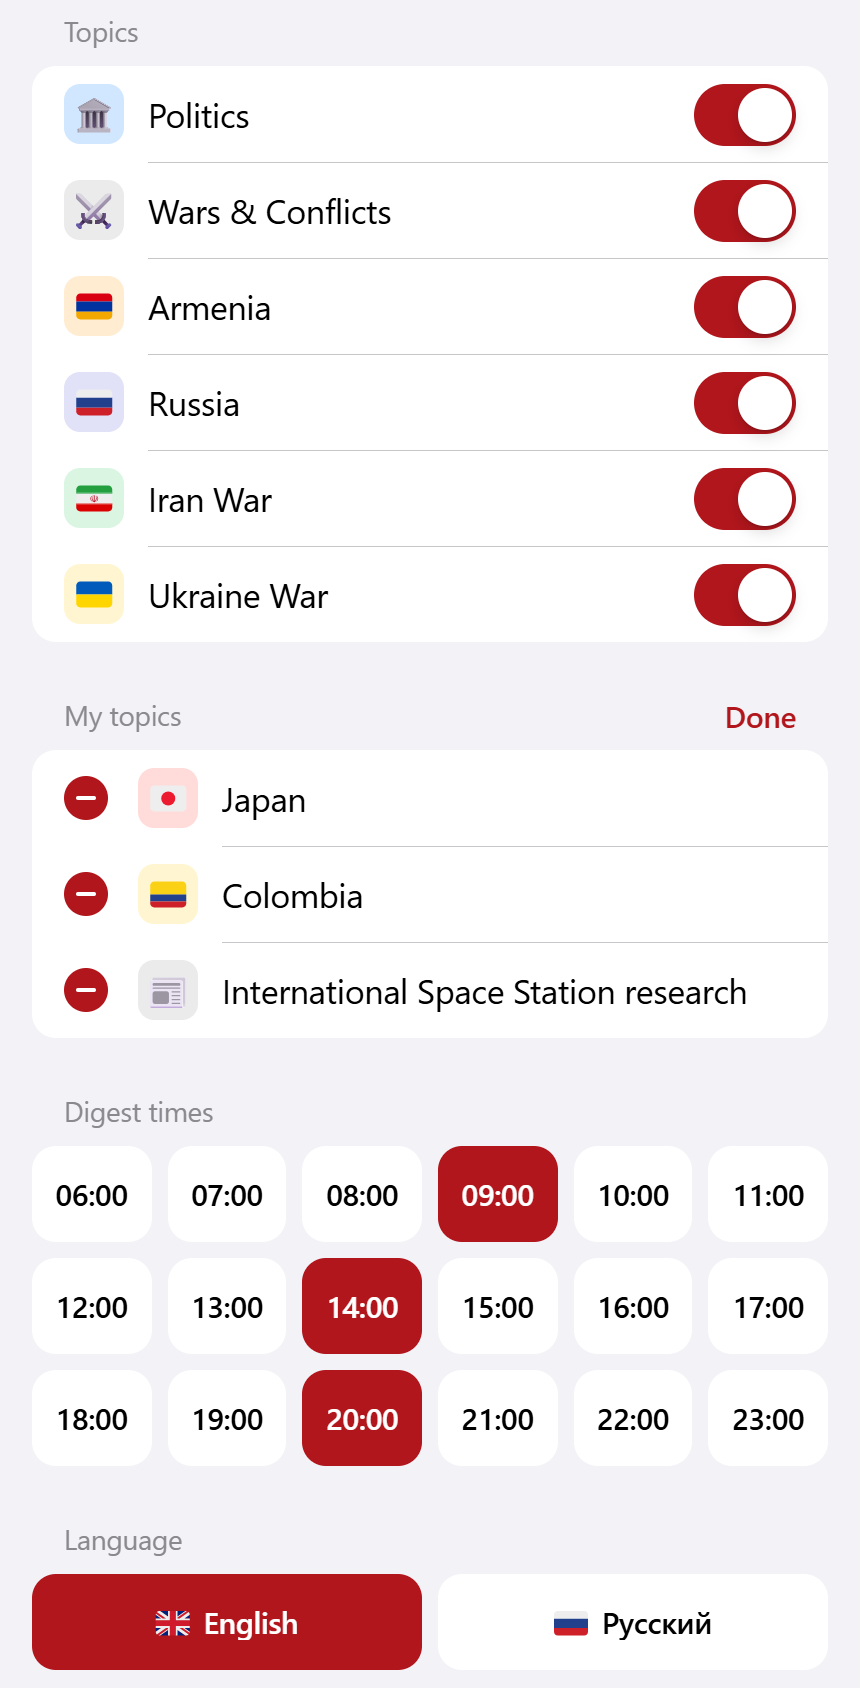 Topics
Politics
Wars & Conflicts
Armenia
Russia
Iran War
Ukraine War
My topics Done
Japan
Colombia
International Space Station research
Digest times
06:00 07:00 08:00 09:00 10:00 11:00
12:00 13:00 14:00 15:00 16:00 17:00
18:00 19:00 20:00 21:00 22:00 23:00
Language
English Русский